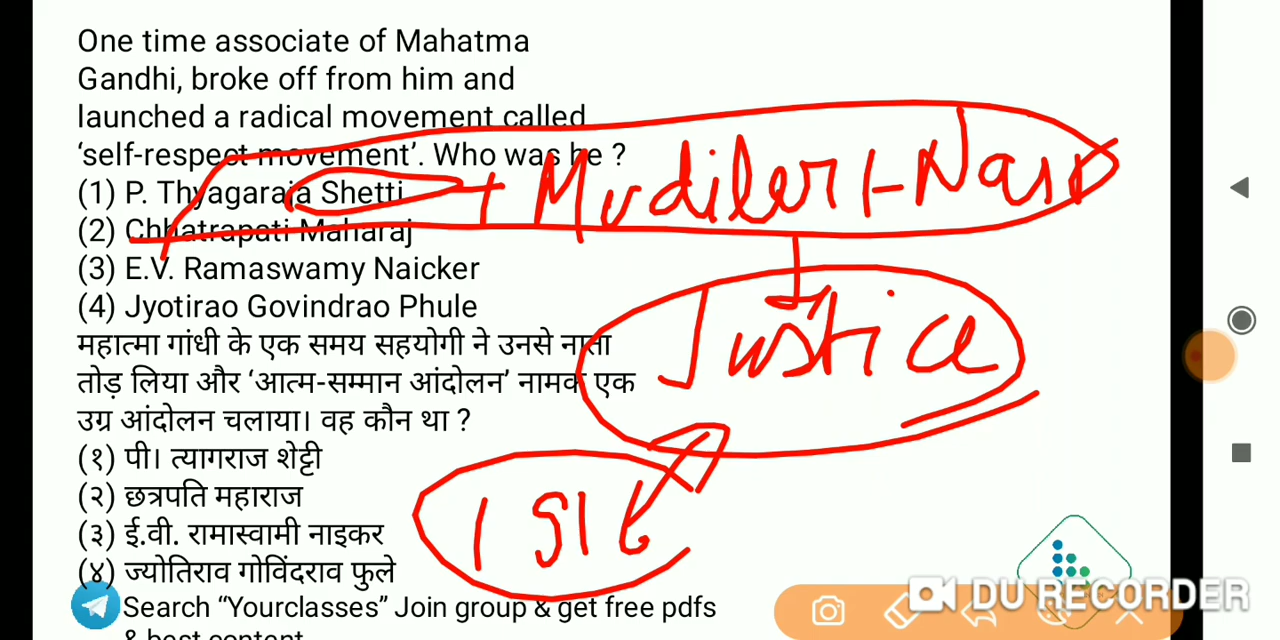 One time associate of Mahatma
Gandhi, broke off from him and
launched a radical movement called
‘self-respect movement’. Who was he ?
(1) P. Thyagaraja Shetti
+ Mudiler + Nair
(2) Chhatrapati Maharaj
(3) E.V. Ramaswamy Naicker
(4) Jyotirao Govindrao Phule
Justice
महात्मा गांधी के एक समय सहयोगी ने उनसे नाता
तोड़ लिया और ‘आत्म-सम्मान आंदोलन’ नामक एक
उग्र आंदोलन चलाया। वह कौन था ?
(१) पी। त्यागराज शेट्टी
(२) छत्रपति महाराज
(३) ई.वी. रामास्वामी नाइकर
(४) ज्योतिराव गोविंदराव फुले
1916
Search “Yourclasses” Join group & get free pdfs
& best content
DU RECORDER